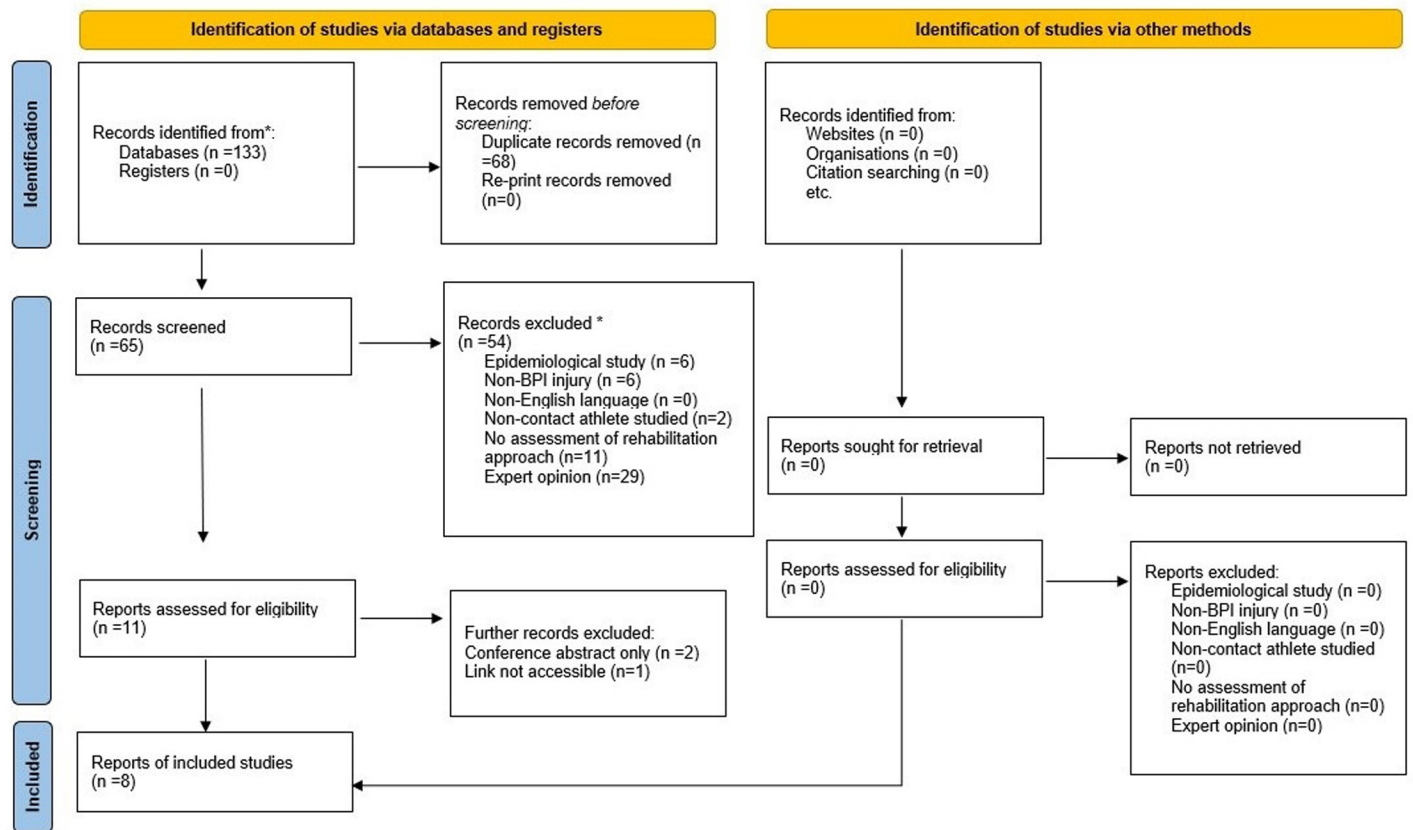 Identification of studies via databases and registers
Identification of studies via other methods
Identification
Records identified from*:
Databases (n =133)
Registers (n =0)
Records removed before
screening:
Duplicate records removed (n
=68)
Re-print records removed
(n=0)
Records identified from:
Websites (n =0)
Organisations (n =0)
Citation searching (n =0)
etc.
Screening
Records screened
(n =65)
Records excluded *
(n =54)
Epidemiological study (n =6)
Non-BPI injury (n =6)
Non-English language (n =0)
Non-contact athlete studied (n=2)
No assessment of rehabilitation
approach (n=11)
Expert opinion (n=29)
Reports sought for retrieval
(n =0)
Reports not retrieved
(n =0)
Reports assessed for eligibility
(n =11)
Further records excluded:
Conference abstract only (n =2)
Link not accessible (n=1)
Reports assessed for eligibility
(n =0)
Reports excluded:
Epidemiological study (n =0)
Non-BPI injury (n =0)
Non-English language (n =0)
Non-contact athlete studied
(n=0)
No assessment of
rehabilitation approach (n=0)
Expert opinion (n=0)
Included
Reports of included studies
(n =8)